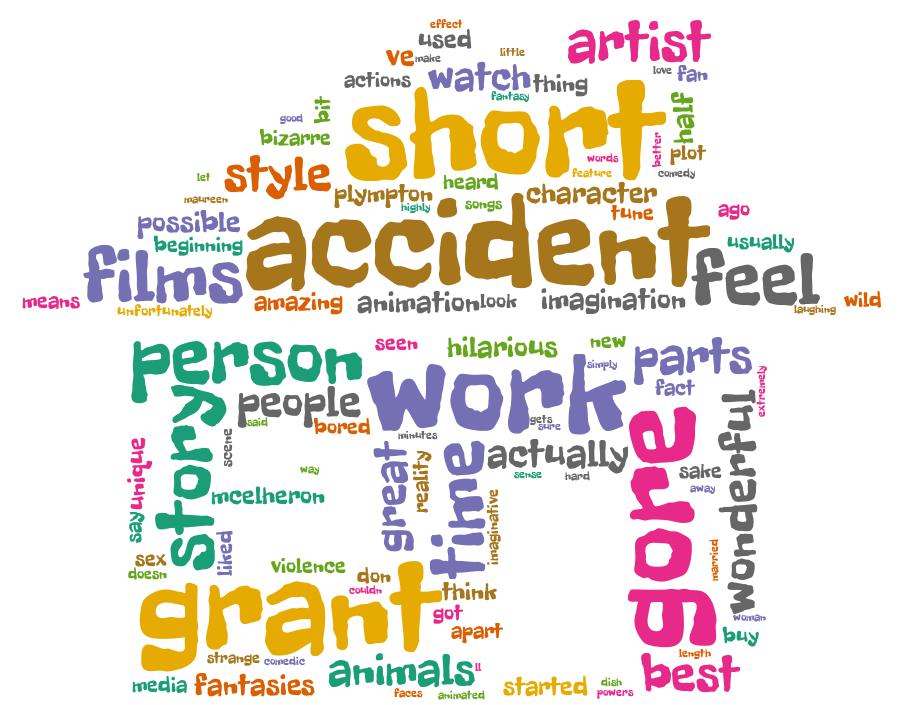 effect
used
artist
ve
make
little
actions
watch
thing
love
fan
fantasy
bit
short
half
good
bizarre
words
better
plot
let
style
feature
comedy
plympton
heard
character
maureen
highly
songs
tune
ago
possible
accident
beginning
usually
films
feel
means
unfortunately
amazing
animation
look
imagination
laughing
wild
person
seen
hilarious
new
parts
work
simply
fact
extremely
story
people
said
bored
gets
sure
minutes
gore
wonderful
scene
great
reality
time
actually
sense
hard
sake
away
unique
way
mcelheron
imaginative
say
liked
sex
doesn
violence
don
couldn
think
married
grant
got
apart
woman
buy
strange
comedic
length
best
media
fantasies
animals
ll
faces
animated
started
dish
powers